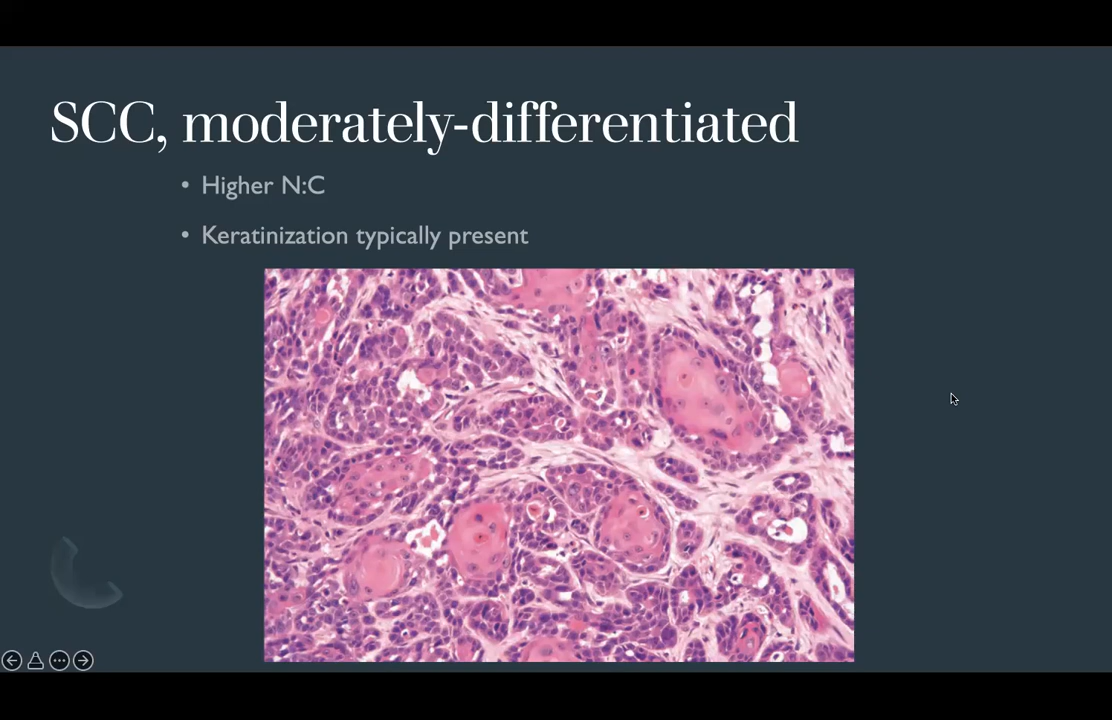 SCC, moderately-differentiated
• Higher N:C
• Keratinization typically present